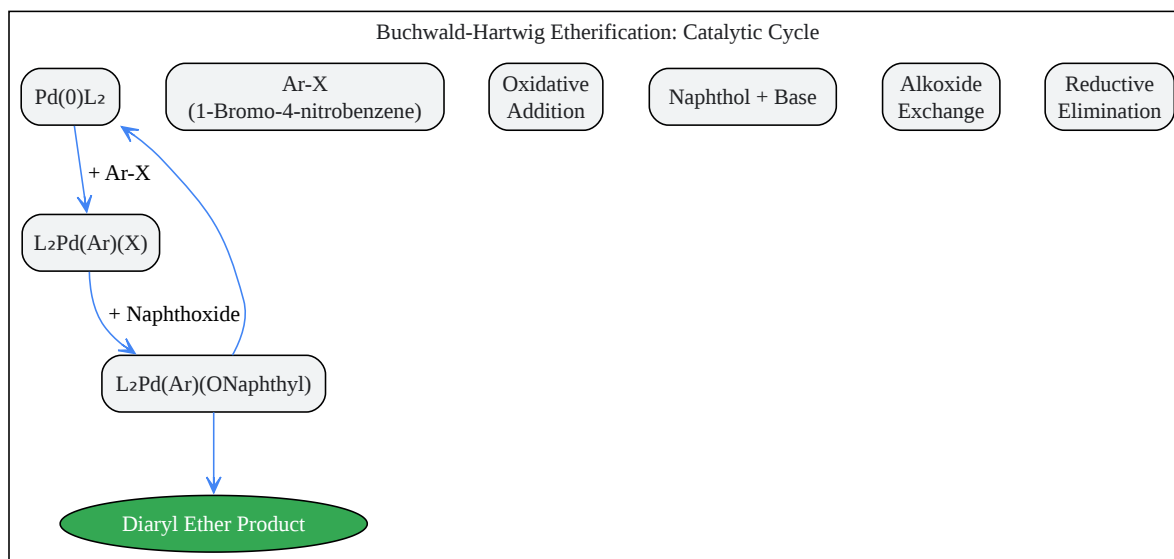 Buchwald-Hartwig Etherification: Catalytic Cycle
Pd(0)L₂
Ar-X
(1-Bromo-4-nitrobenzene)
Oxidative
Addition
Naphthol + Base
Alkoxide
Exchange
Reductive
Elimination
+ Ar-X
L₂Pd(Ar)(X)
+ Naphthoxide
L₂Pd(Ar)(ONaphthyl)
Diaryl Ether Product